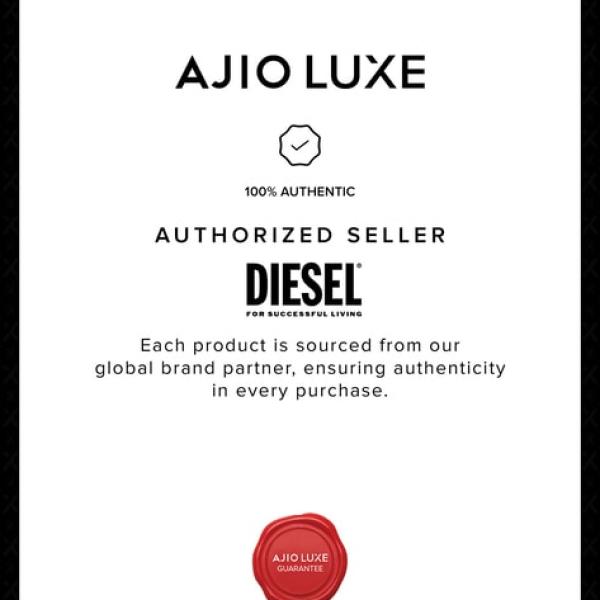 AJIO LUXE
100% AUTHENTIC
AUTHORIZED SELLER
DIESEL®
FOR SUCCESSFUL LIVING
Each product is sourced from our
global brand partner, ensuring authenticity
in every purchase.
AJIO LUXE
GUARANTEE